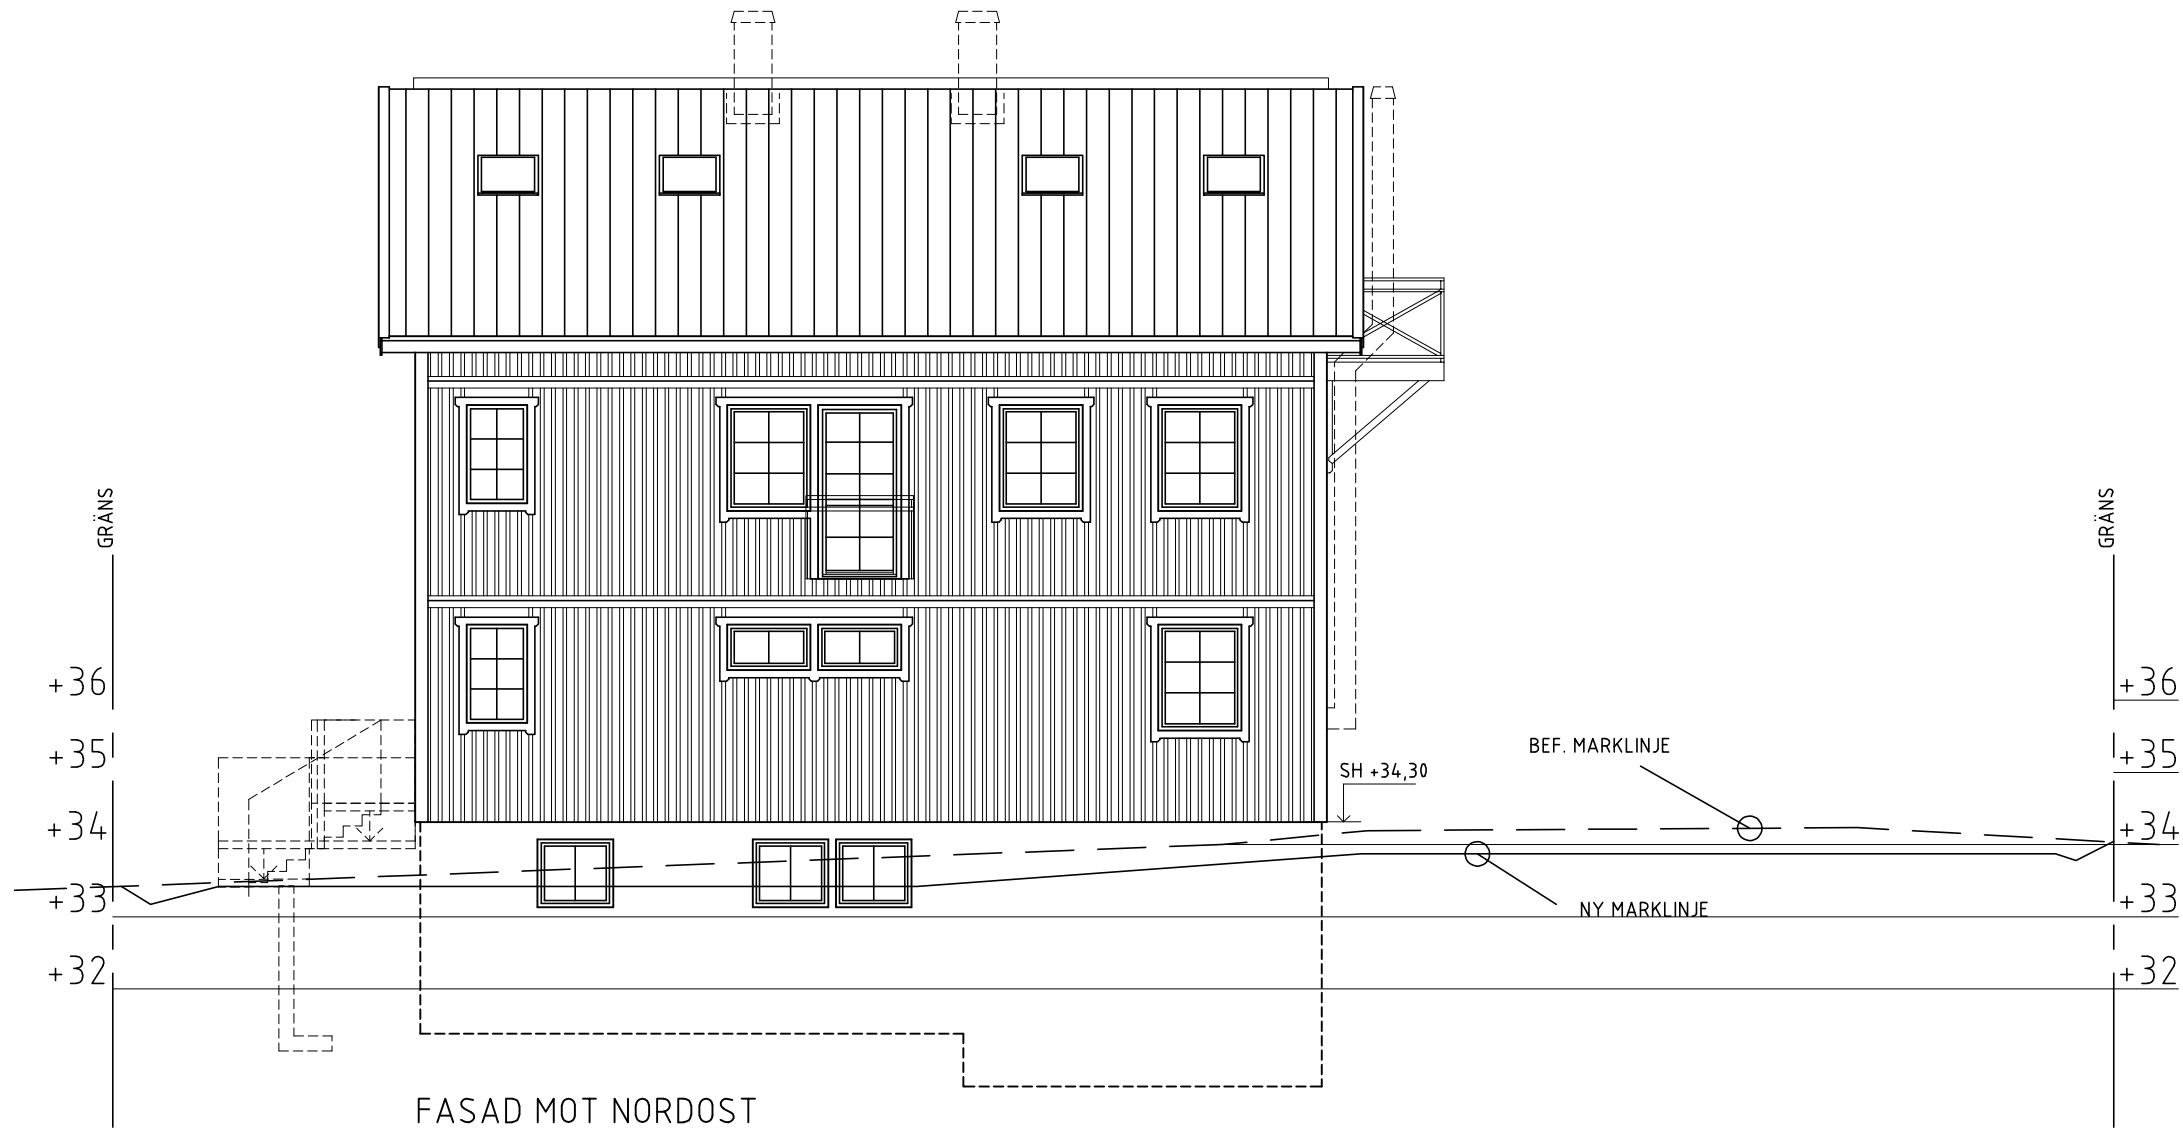 GRÄNS
GRÄNS
+36
+36
+35
+35
BEF. MARKLINJE
SH +34,30
+34
+34
+33
+33
NY MARKLINJE
+32
+32
FASAD MOT NORDOST